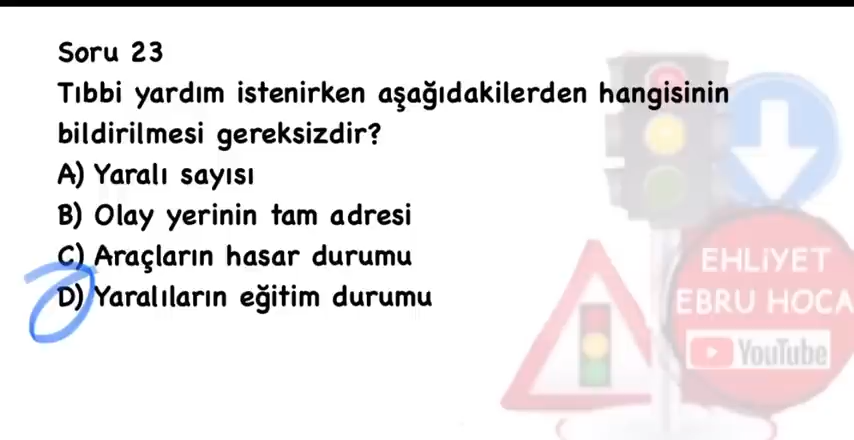 Soru 23
Tıbbi yardım istenirken aşağıdakilerden hangisinin
bildirilmesi gereksizdir?
A) Yaralı sayısı
B) Olay yerinin tam adresi
C) Araçların hasar durumu
D) Yaralıların eğitim durumu
EHLİYET
EBRU HOCA
YouTube